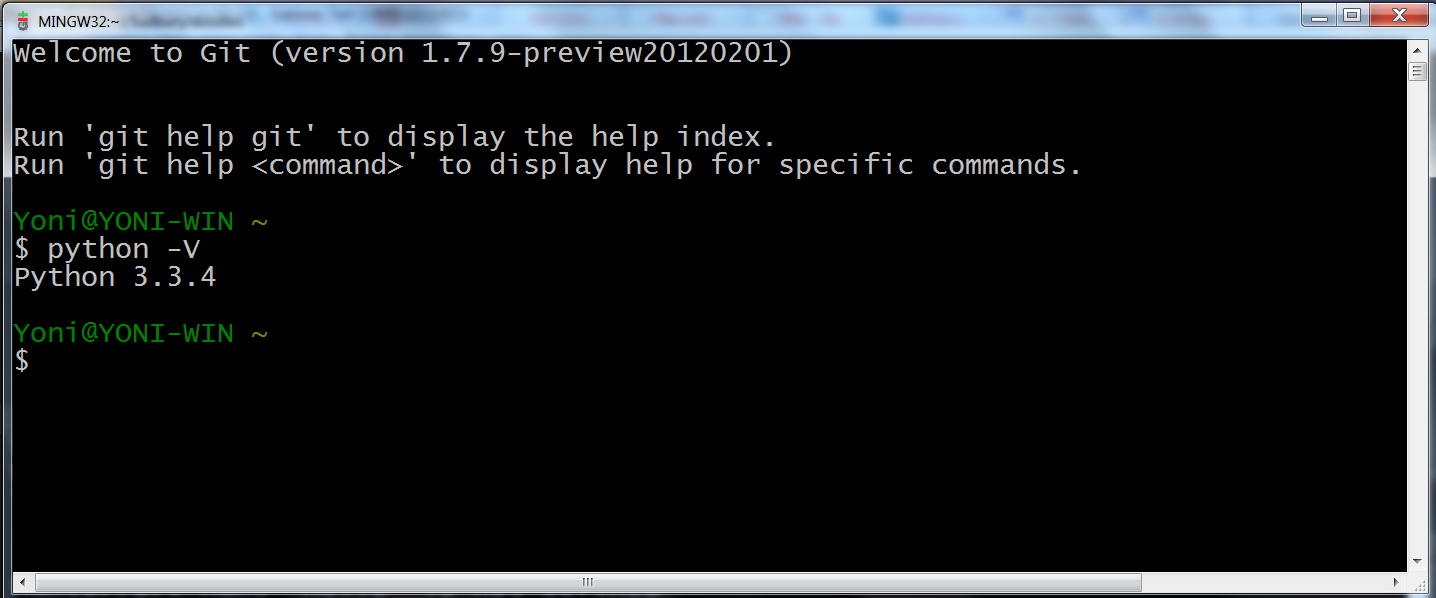 MINGW32:~
Welcome to Git (version 1.7.9-preview20120201)
Run 'git help git' to display the help index.
Run 'git help <command>' to display help for specific commands.
Yoni@YONI-WIN ~
$ python -V
Python 3.3.4
Yoni@YONI-WIN ~
$